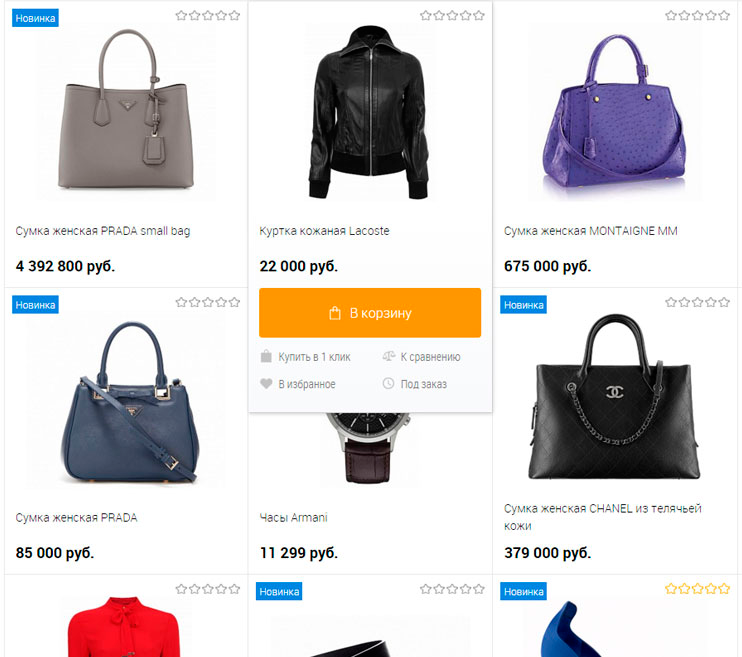 Новинка
Сумка женская PRADA small bag
4 392 800 руб.
Куртка кожаная Lacoste
22 000 руб.
В корзину
Купить в 1 клик
К сравнению
В избранное
Под заказ
Сумка женская MONTAIGNE MM
675 000 руб.
Новинка
Сумка женская PRADA
85 000 руб.
Часы Armani
11 299 руб.
Новинка
Сумка женская CHANEL из телячьей
кожи
379 000 руб.
Новинка
Новинка